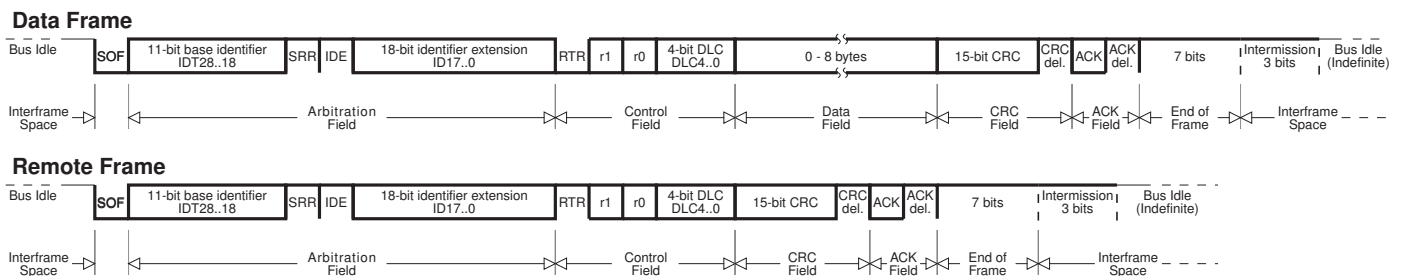 Data Frame
Bus Idle
SOF
11-bit base identifier
IDT28..18
SRR
IDE
18-bit identifier extension
ID17..0
RTR
r1
r0
4-bit DLC
DLC4..0
0 - 8 bytes
15-bit CRC
CRC
del.
ACK
ACK
del.
7 bits
Intermission
3 bits
Bus Idle
(Indefinite)
Interframe
Space
Arbitration
Field
Control
Field
Data
Field
CRC
Field
ACK
Field
End of
Frame
Interframe
Space
Remote Frame
Bus Idle
SOF
11-bit base identifier
IDT28..18
SRR
IDE
18-bit identifier extension
ID17..0
RTR
r1
r0
4-bit DLC
DLC4..0
15-bit CRC
CRC
del.
ACK
ACK
del.
7 bits
Intermission
3 bits
Bus Idle
(Indefinite)
Interframe
Space
Arbitration
Field
Control
Field
CRC
Field
ACK
Field
End of
Frame
Interframe
Space